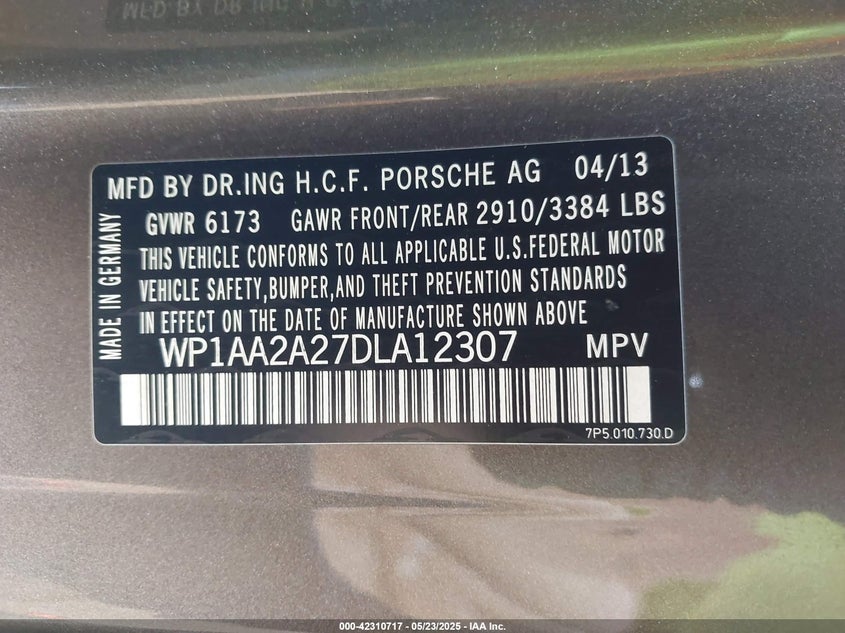 MFD BY DR.ING H.C.F. PORSCHE AG 04/13
GVWR 6173 GAWR FRONT/REAR 2910/3384 LBS
THIS VEHICLE CONFORMS TO ALL APPLICABLE U.S.FEDERAL MOTOR
VEHICLE SAFETY,BUMPER,AND THEFT PREVENTION STANDARDS
IN EFFECT ON THE DATE OF MANUFACTURE SHOWN ABOVE
MADE IN GERMANY
WP1AA2A27DLA12307 MPV
7P5.010.730.D
000-42310717 - 05/23/2025 - IAA Inc.